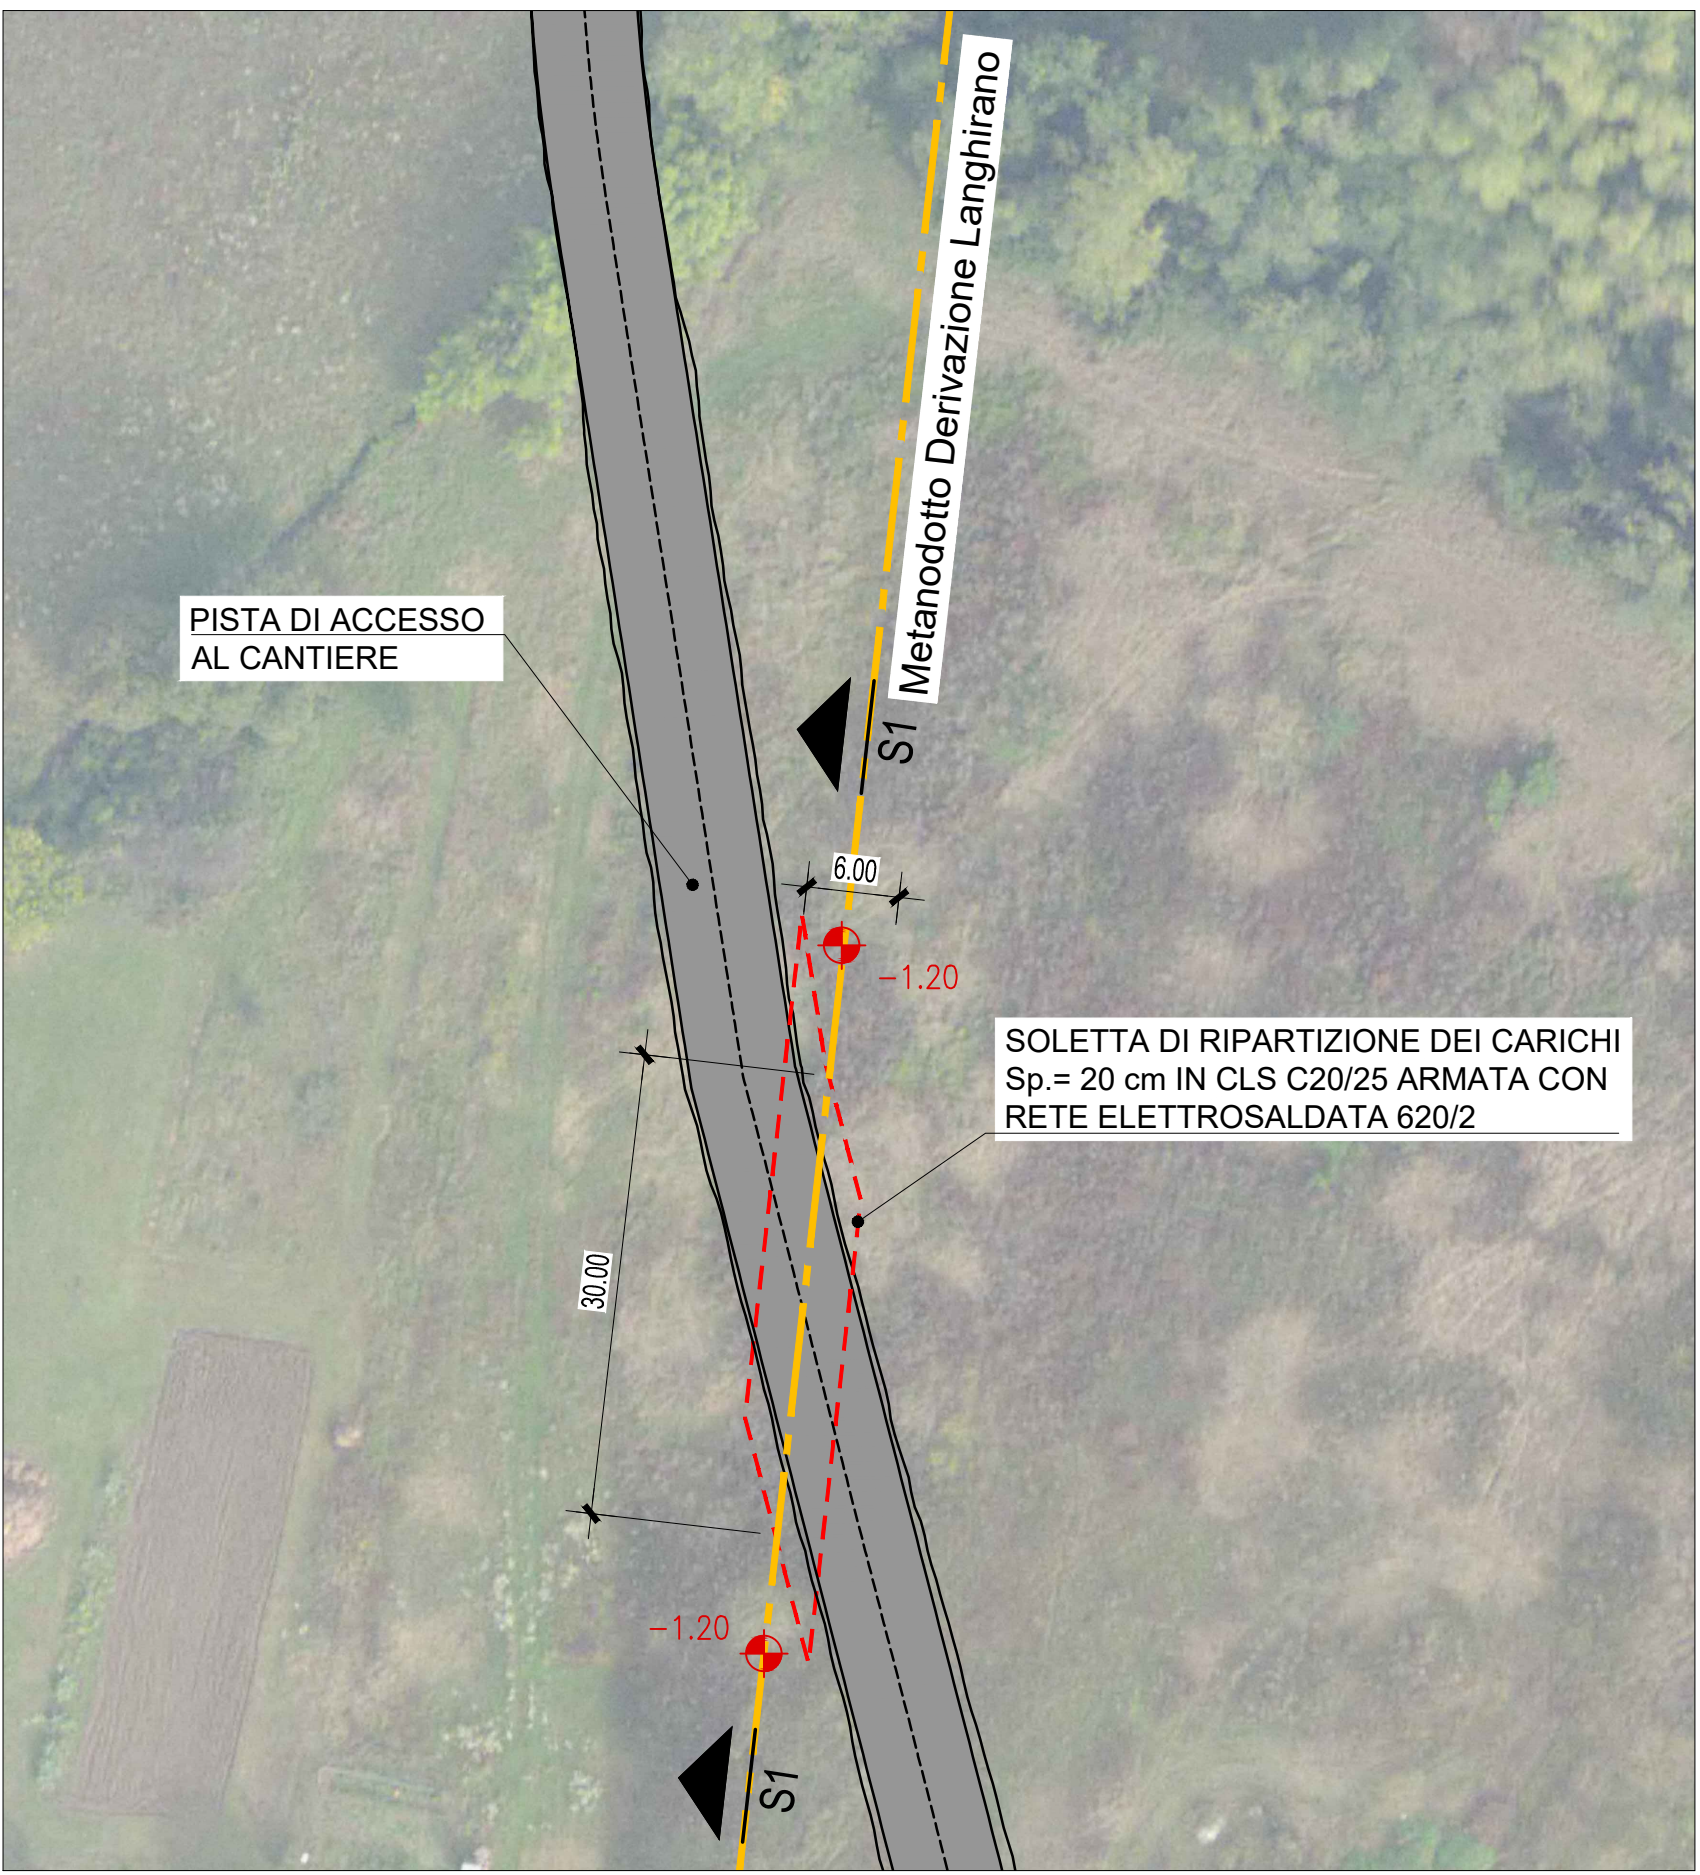 Metanodotto Derivazione Langhirano
PISTA DI ACCESSO
AL CANTIERE
S1
6.00
−1.20
SOLETTA DI RIPARTIZIONE DEI CARICHI
Sp.= 20 cm IN CLS C20/25 ARMATA CON
RETE ELETTROSALDATA 620/2
30.00
−1.20
S1